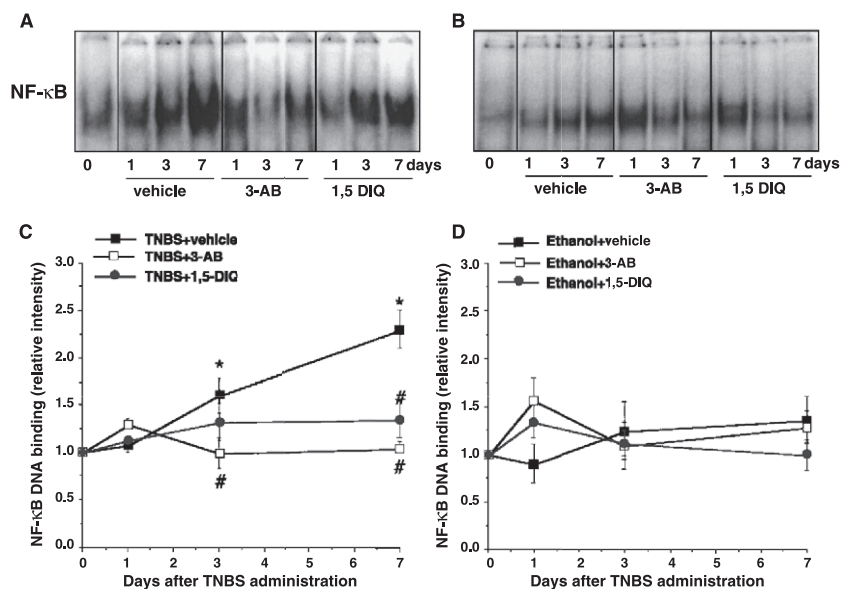 A
B
NF-κB
0 1 3 7 1 3 7 1 3 7 days
vehicle 3-AB 1,5 DIQ
0 1 3 7 1 3 7 1 3 7 days
vehicle 3-AB 1,5 DIQ
C
TNBS+vehicle
TNBS+3-AB
TNBS+1,5-DIQ
NF-κB DNA binding (relative intensity)
3.0
2.5
2.0
1.5
1.0
0.5
0.0
*
*
#
#
#
0 1 2 3 4 5 6 7
Days after TNBS administration
D
Ethanol+vehicle
Ethanol+3-AB
Ethanol+1,5-DIQ
NF-κB DNA binding (relative intensity)
3.0
2.5
2.0
1.5
1.0
0.5
0.0
0 1 2 3 4 5 6 7
Days after TNBS administration